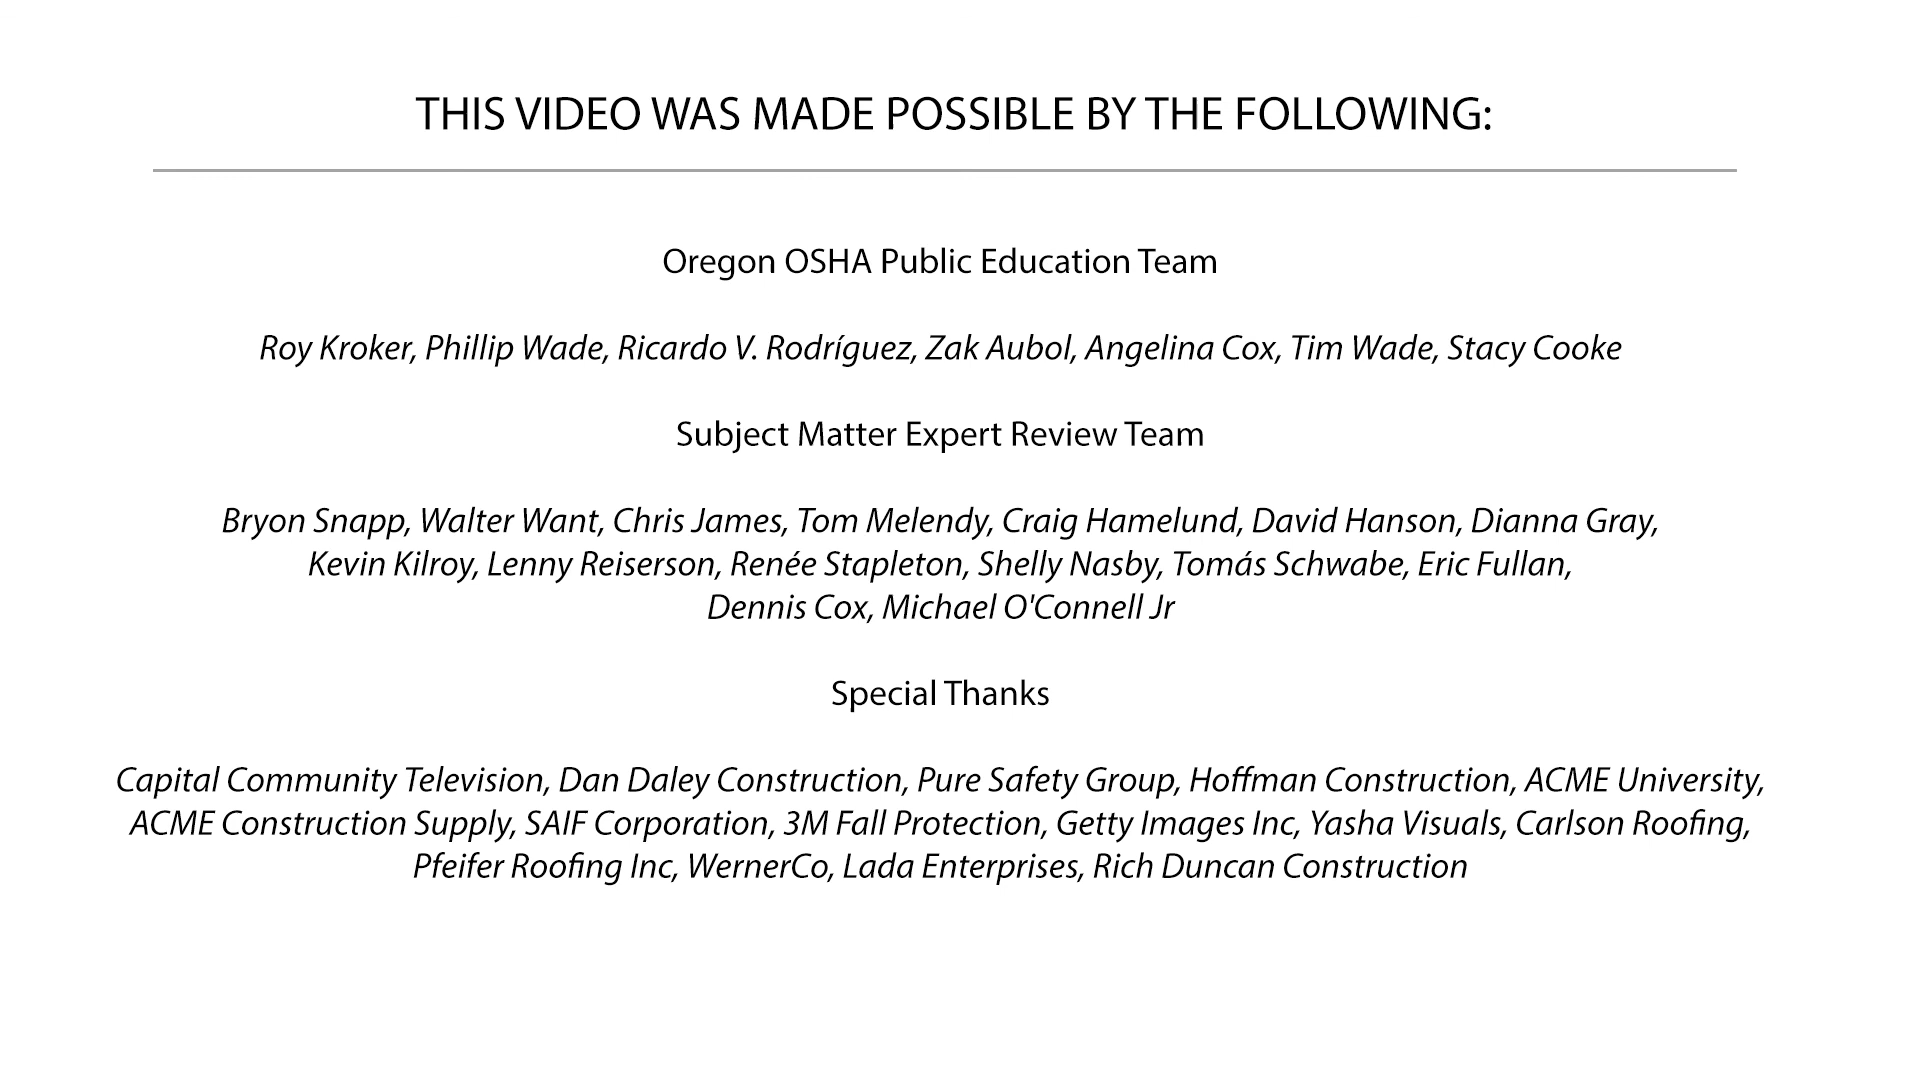 THIS VIDEO WAS MADE POSSIBLE BY THE FOLLOWING:
Oregon OSHA Public Education Team
Roy Kroker, Phillip Wade, Ricardo V. Rodríguez, Zak Aubol, Angelina Cox, Tim Wade, Stacy Cooke
Subject Matter Expert Review Team
Bryon Snapp, Walter Want, Chris James, Tom Melendy, Craig Hamelund, David Hanson, Dianna Gray,
Kevin Kilroy, Lenny Reiserson, Renée Stapleton, Shelly Nasby, Tomás Schwabe, Eric Fullan,
Dennis Cox, Michael O'Connell Jr
Special Thanks
Capital Community Television, Dan Daley Construction, Pure Safety Group, Hoffman Construction, ACME University,
ACME Construction Supply, SAIF Corporation, 3M Fall Protection, Getty Images Inc, Yasha Visuals, Carlson Roofing,
Pfeifer Roofing Inc, WernerCo, Lada Enterprises, Rich Duncan Construction